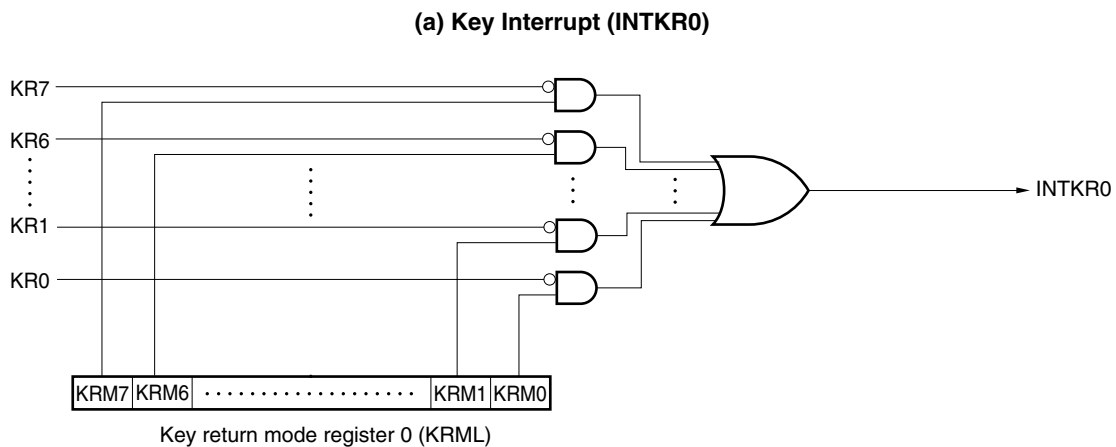 (a) Key Interrupt (INTKR0)
KR7
KR6
KR1
KR0
INTKR0
KRM7 KRM6 KRM1 KRM0
Key return mode register 0 (KRML)